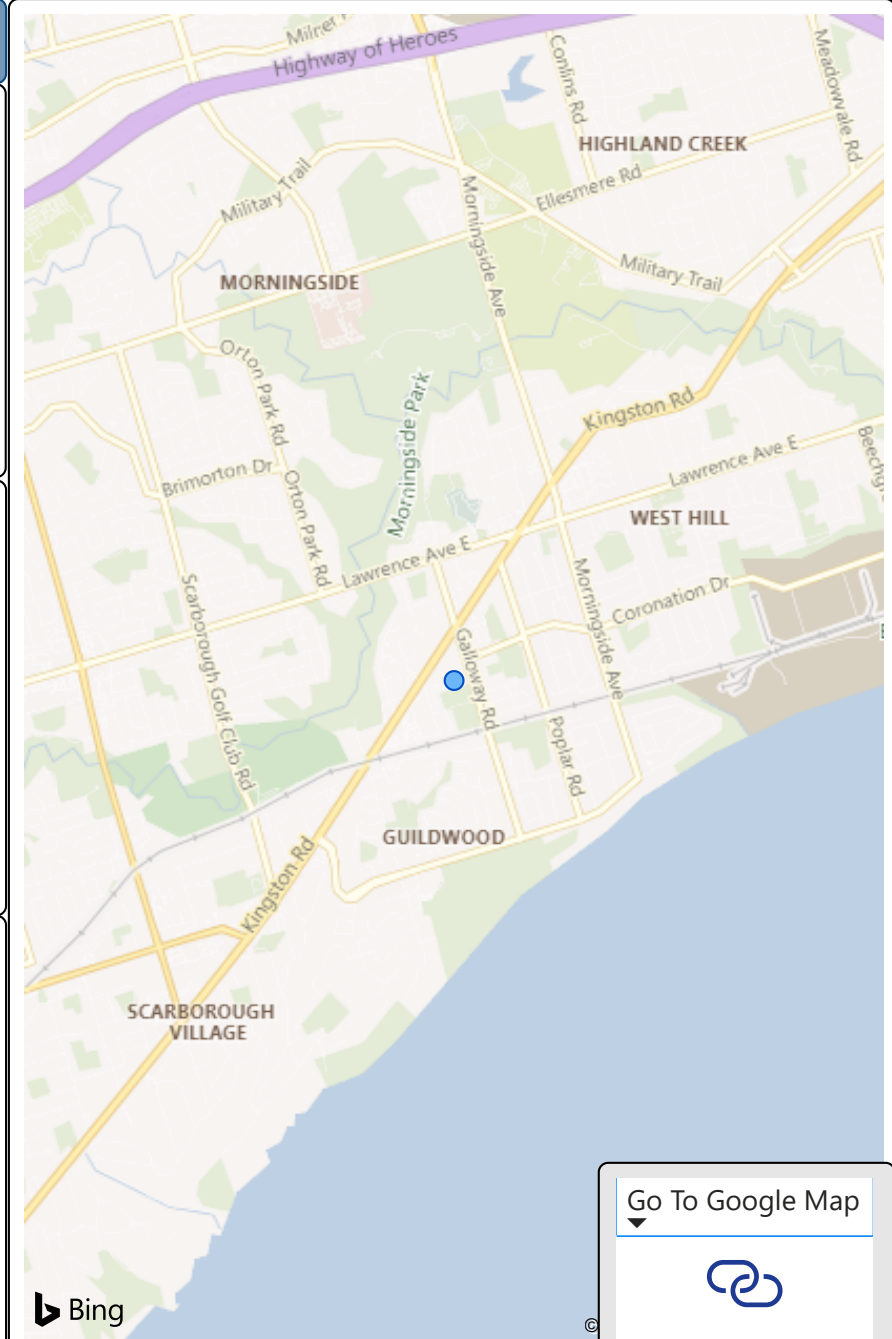 Highway of Heroes
Conlins Rd
Meadowvale Rd
HIGHLAND CREEK
Military Trail
Ellesmere Rd
Morningside Ave
Military Trail
MORNINGSIDE
Orton Park Rd
Morningside Park
Kingston Rd
Brimorton Dr
Orton Park Rd
Lawrence Ave E
WEST HILL
Lawrence Ave E
Scarborough Golf Club Rd
Morningside Ave
Coronation Dr
Galloway Rd
Poplar Rd
GUILDWOOD
Kingston Rd
SCARBOROUGH
VILLAGE
Go To Google Map
Bing
©